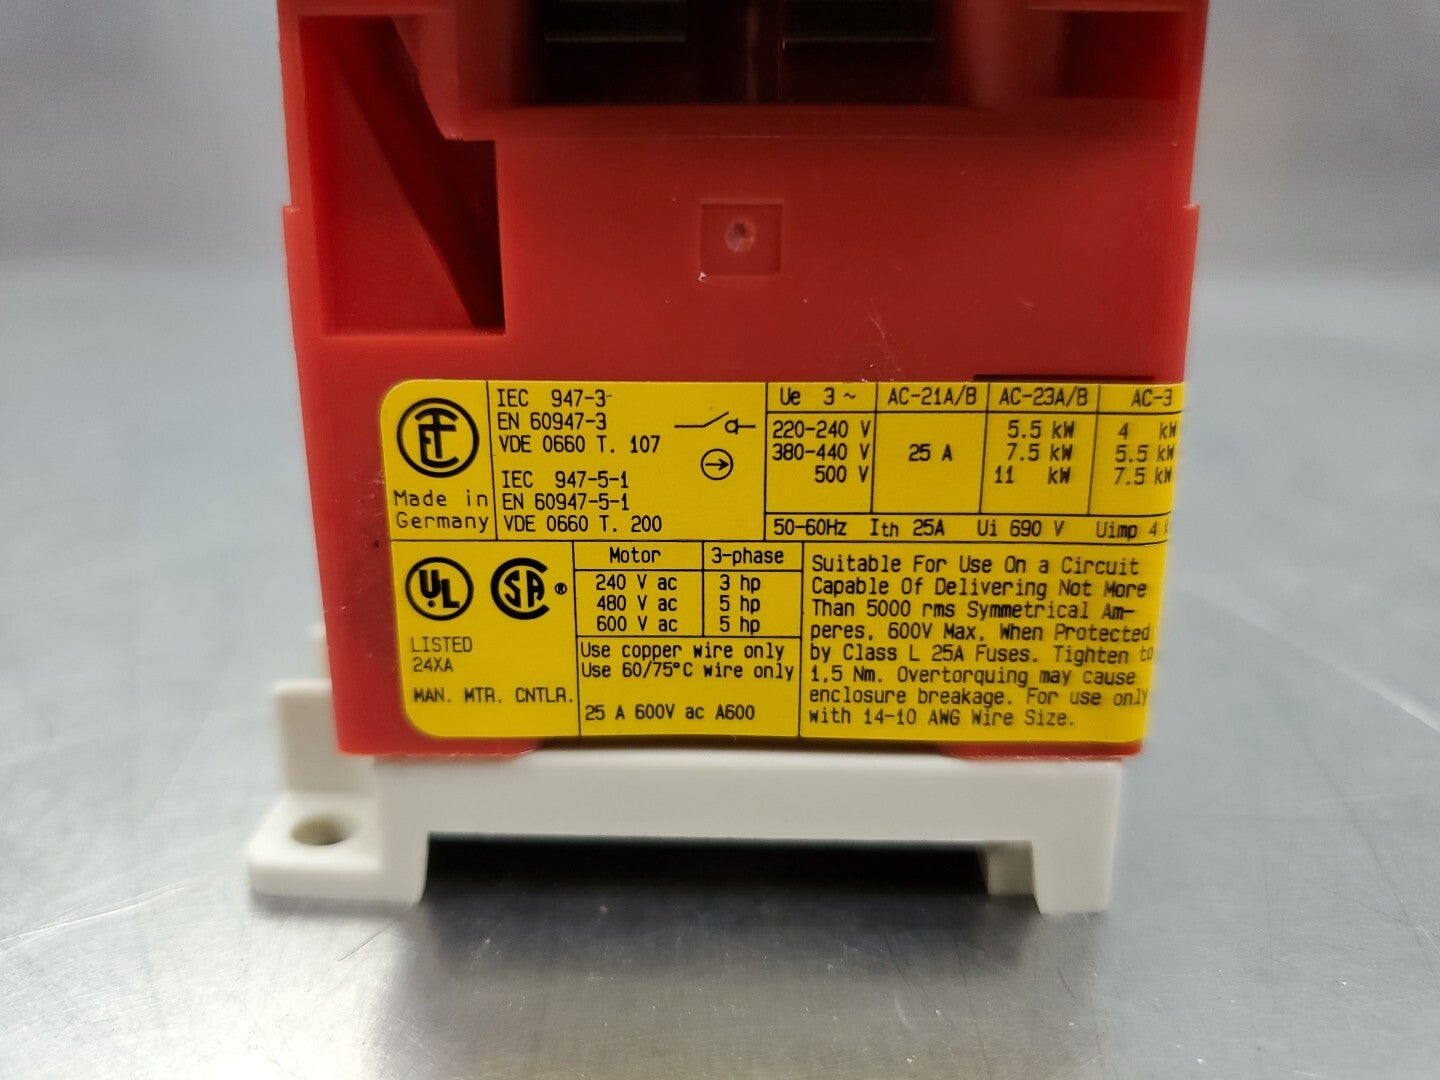 IEC 947-3
EN 60947-3
VDE 0660 T. 107
IEC 947-5-1
EN 60947-5-1
VDE 0660 T. 200
Made in
Germany
Ue 3 ~ AC-21A/B AC-23A/B AC-3
220-240 V 25 A 5.5 kW 4 kW
380-440 V 7.5 kW 5.5 kW
500 V 11 kW 7.5 kW
50-60Hz Ith 25A Ui 690 V Uimp 4
UL
SA ®
LISTED
24XA
MAN. MTR. CNTLR.
Motor 3-phase
240 V ac 3 hp
480 V ac 5 hp
600 V ac 5 hp
Use copper wire only
Use 60/75°C wire only
25 A 600V ac A600
Suitable For Use On a Circuit
Capable Of Delivering Not More
Than 5000 rms Symmetrical Am-
peres, 600V Max, When Protected
by Class L 25A Fuses. Tighten to
1,5 Nm. Overtorquing may cause
enclosure breakage. For use only
with 14-10 AWG Wire Size.